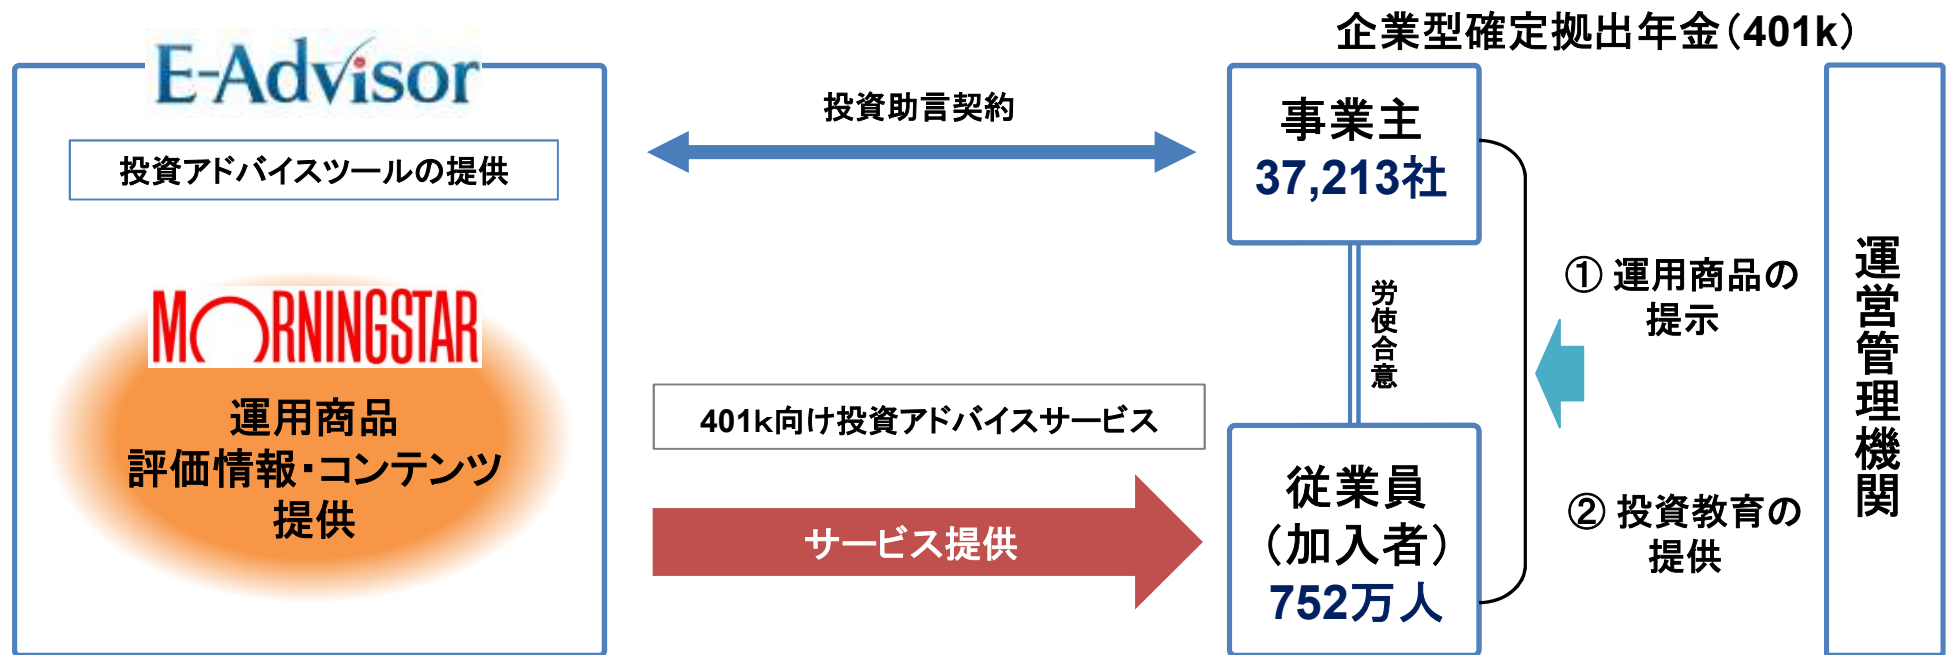 企業型確定拠出年金（401k）
E-Advisor
投資アドバイスツールの提供
MORNINGSTAR
運用商品
評価情報・コンテンツ
提供
投資助言契約
401k向け投資アドバイスサービス
サービス提供
事業主
37,213社
労使合意
従業員
（加入者）
752万人
① 運用商品の
提示
② 投資教育の
提供
運営管理機関